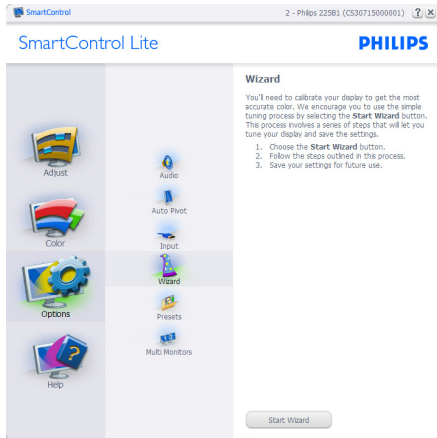 SmartControl
2 - Philips 225B1 (CS30715000001)
? X
SmartControl Lite
PHILIPS
Adjust
Color
Options
Help
Audio
Auto Pivot
Input
Wizard
Presets
Multi Monitors
Wizard
You'll need to calibrate your display to get the most
accurate color. We encourage you to use the simple
tuning process by selecting the Start Wizard button.
This process involves a series of steps that will let you
tune your display and save the settings.
1. Choose the Start Wizard button.
2. Follow the steps outlined in this process.
3. Save your settings for future use.
Start Wizard